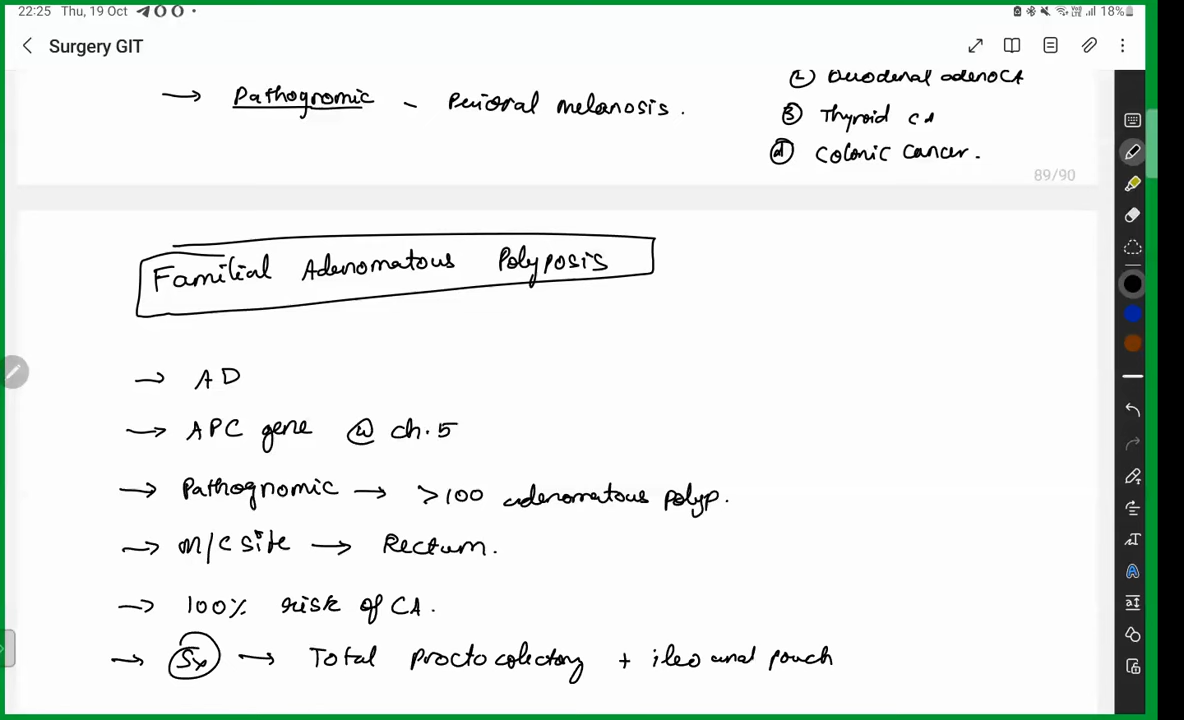 22:25 Thu, 19 Oct
18%
Surgery GIT
② Duodenal adenoCA
→ Pathogromic - Perioral melanosis.
③ Thyroid CA
④ Colonic Cancer.
89/90
Familial Adenomatous Polyposis
→ AD
→ APC gene @ ch.5
→ Pathognomic → >100 adenomatous polyp.
→ M/C site → Rectum.
→ 100% risk of CA.
→ Sx → Total Proctocolectomy + ileo anal pouch